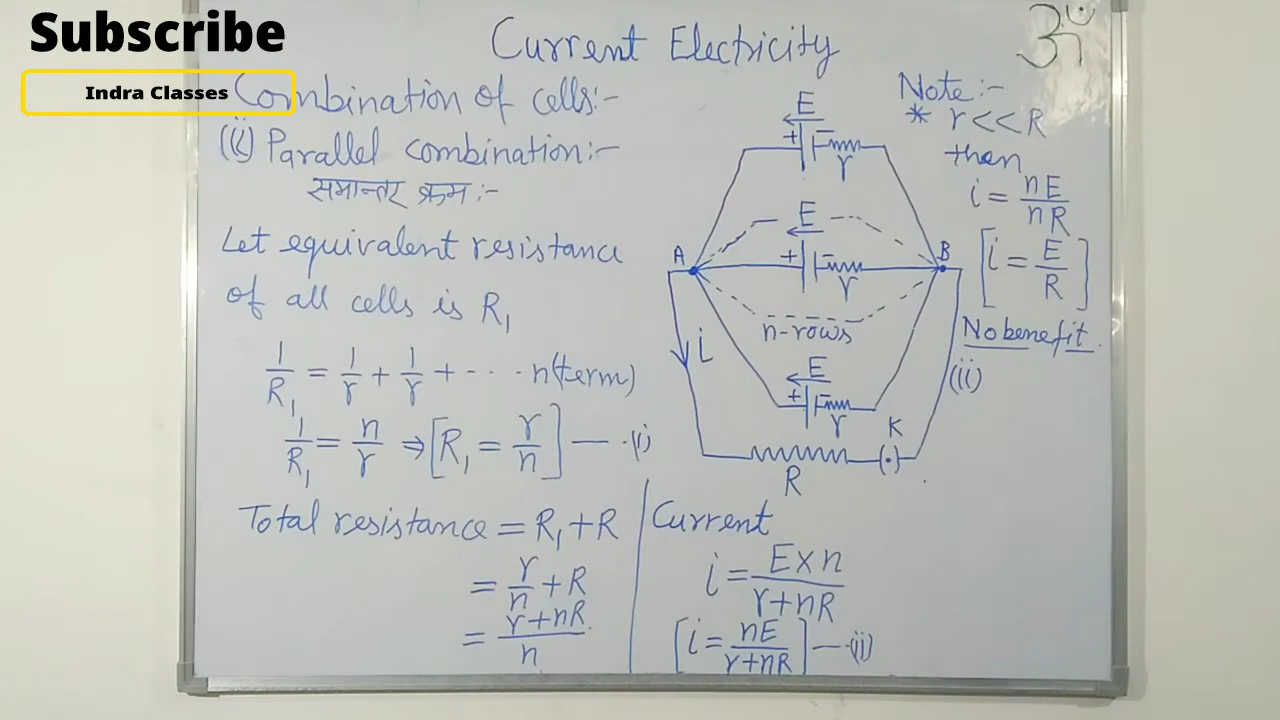 Subscribe
Indra Classes
ॐ
Current Electricity
Combination of cells:-
(ii) Parallel combination:-
समान्तर क्रम:-
Let equivalent resistance
of all cells is R₁
1/R₁ = 1/r + 1/r + ---- n(term)
1/R₁ = n/r ⇒ [R₁ = r/n] — -(i)
Total resistance = R₁ + R
= r/n + R
= (r+nR)/n
E
+ -
r
E
+ -
r
A
B
n-rows
i
E
+ -
r
K
R
Current
i = (E×n)/(r+nR)
[i = nE/(r+nR)] — -(ii)
Note:-
* r<<R
then
i = nE/nR
[i = E/R]
No benefit.
(ii)